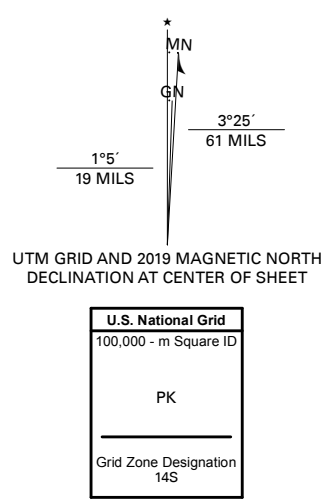 ★
MN
GN
3°25´
61 MILS
1°5´
19 MILS
UTM GRID AND 2019 MAGNETIC NORTH
DECLINATION AT CENTER OF SHEET
U.S. National Grid
100,000 - m Square ID
PK
Grid Zone Designation
14S